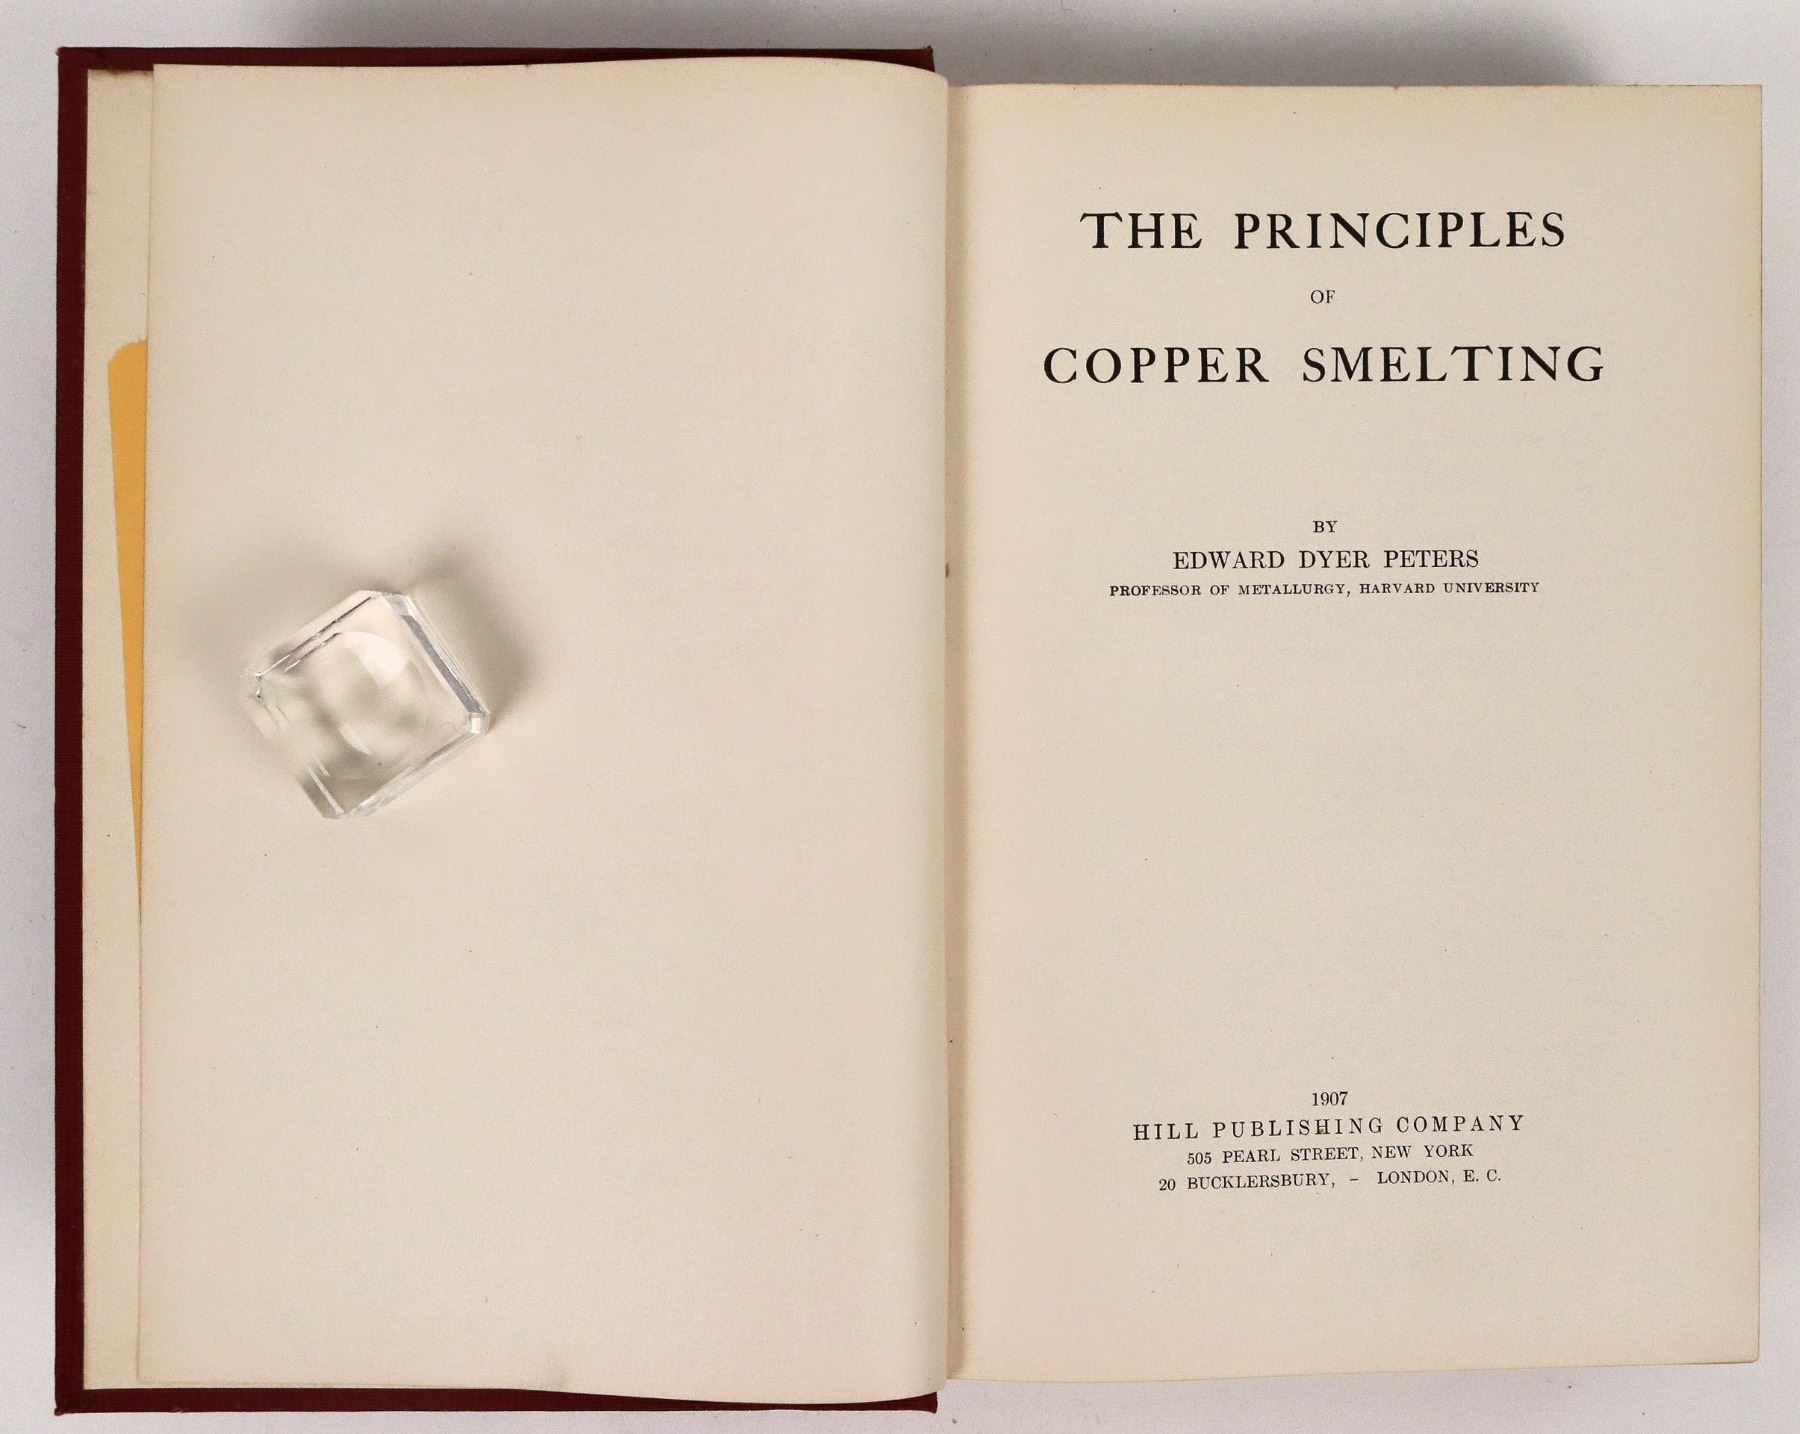 THE PRINCIPLES
OF
COPPER SMELTING
BY
EDWARD DYER PETERS
PROFESSOR OF METALLURGY, HARVARD UNIVERSITY
1907
HILL PUBLISHING COMPANY
505 PEARL STREET, NEW YORK
20 BUCKLERSBURY, – LONDON, E. C.